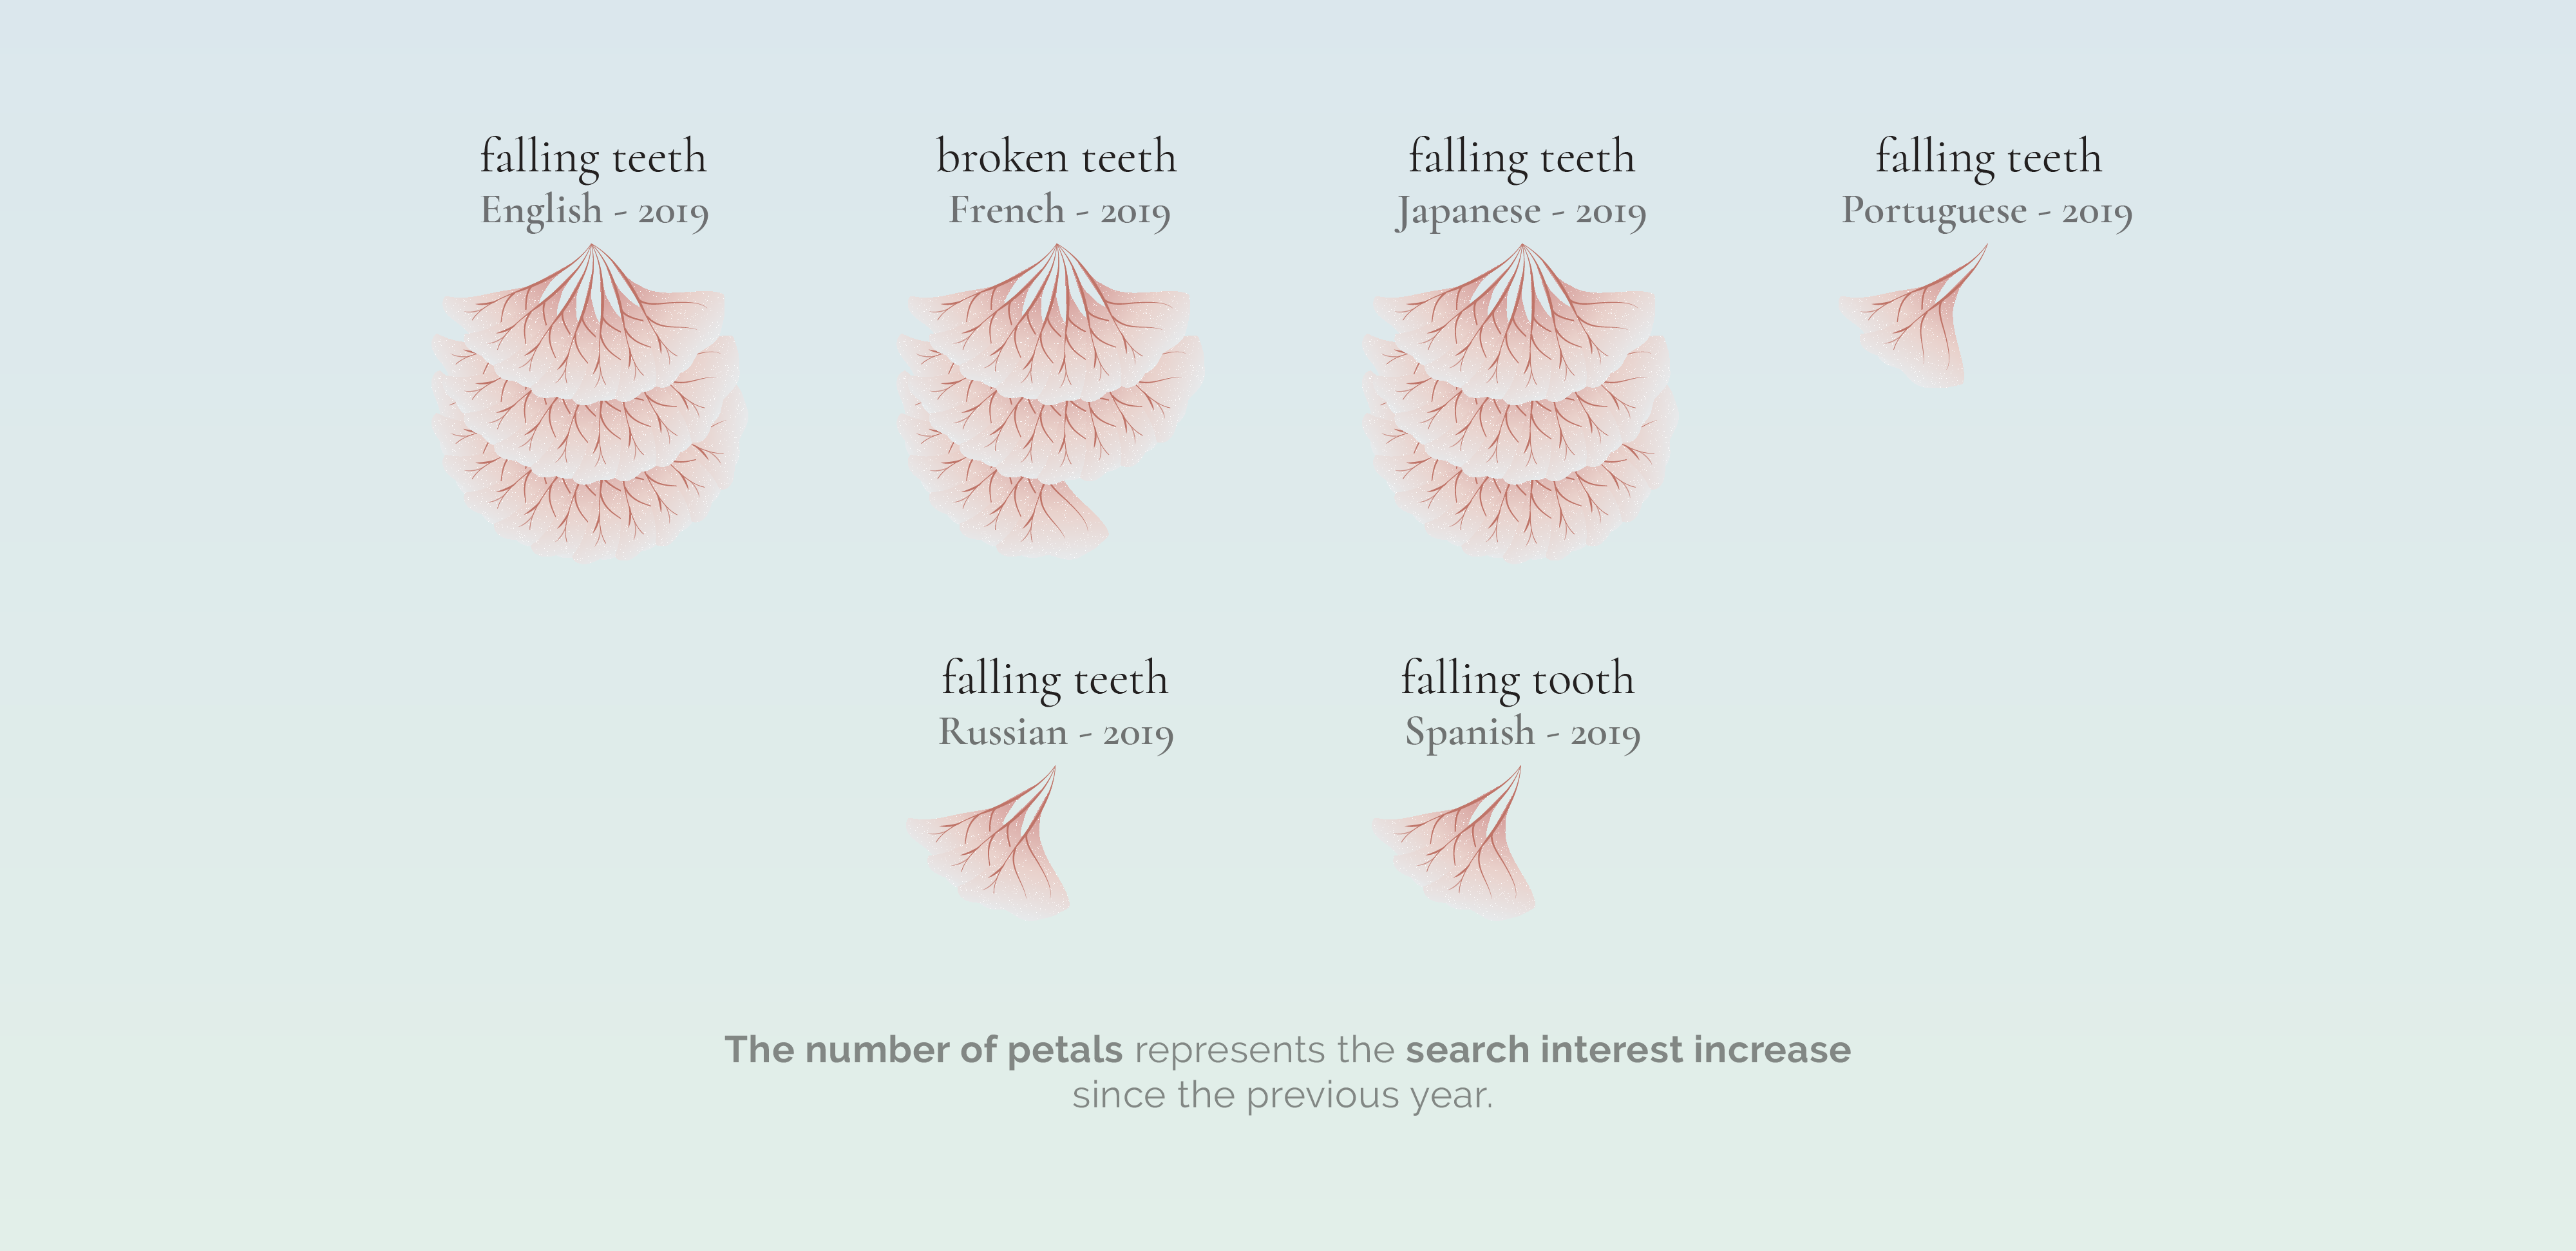 falling teeth
English - 2019
broken teeth
French - 2019
falling teeth
Japanese - 2019
falling teeth
Portuguese - 2019
falling teeth
Russian - 2019
falling tooth
Spanish - 2019
The number of petals represents the search interest increase
since the previous year.